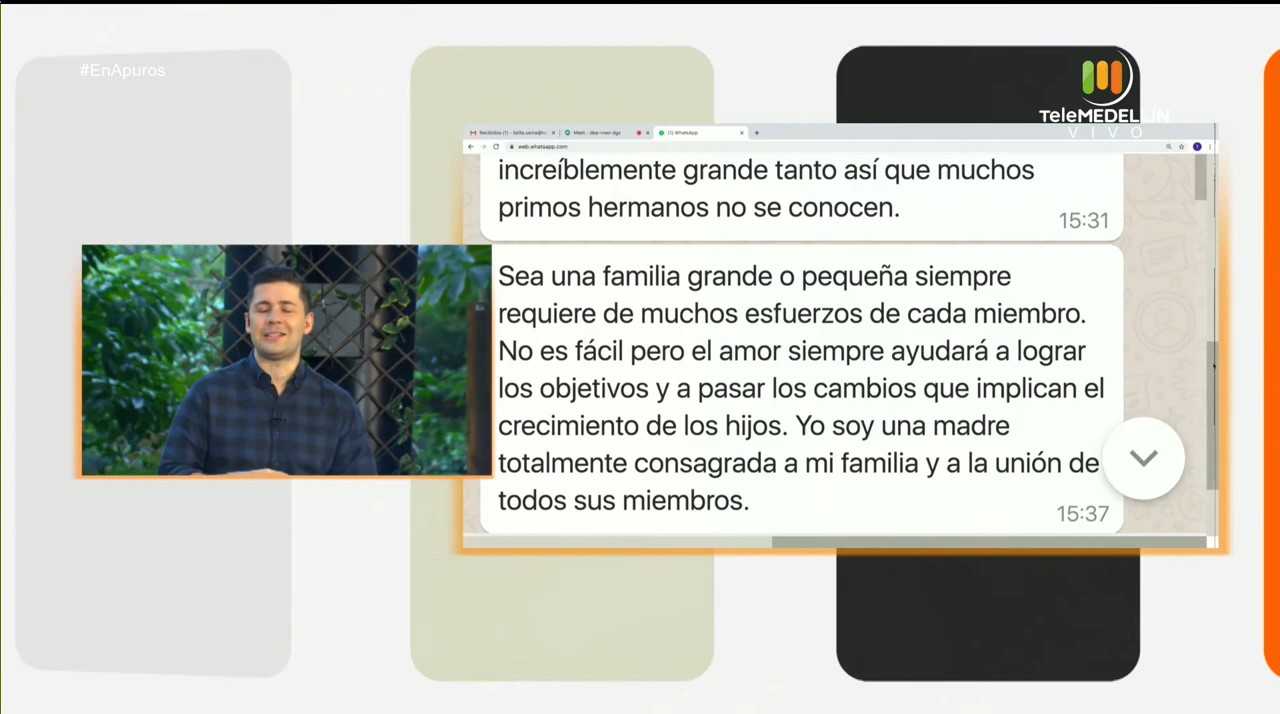 #EnApuros
TeleMEDELLÍN
VIVO
(1) WhatsApp
web.whatsapp.com
increíblemente grande tanto así que muchos
primos hermanos no se conocen.
15:31
Sea una familia grande o pequeña siempre
requiere de muchos esfuerzos de cada miembro.
No es fácil pero el amor siempre ayudará a lograr
los objetivos y a pasar los cambios que implican el
crecimiento de los hijos. Yo soy una madre
totalmente consagrada a mi familia y a la unión de
todos sus miembros.
15:37